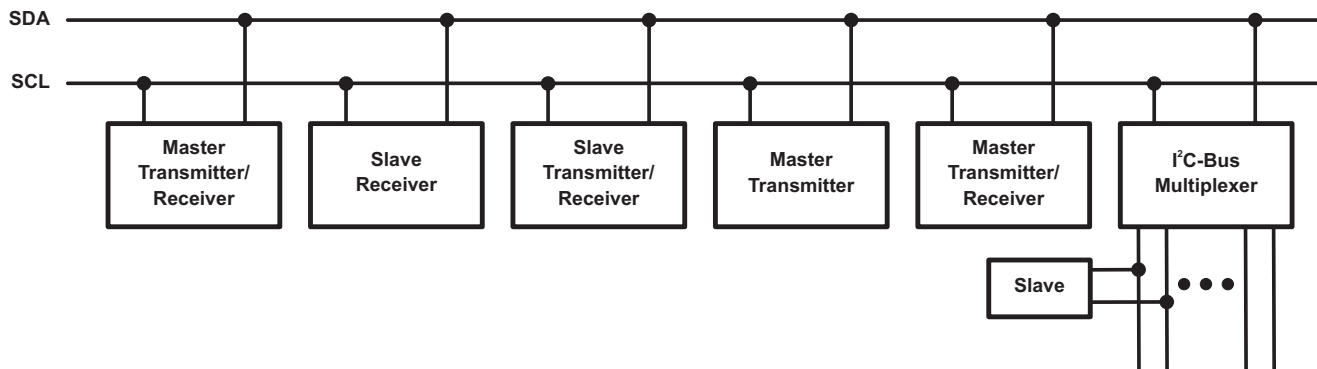 SDA
SCL
Master
Transmitter/
Receiver
Slave
Receiver
Slave
Transmitter/
Receiver
Master
Transmitter
Master
Transmitter/
Receiver
I²C-Bus
Multiplexer
Slave